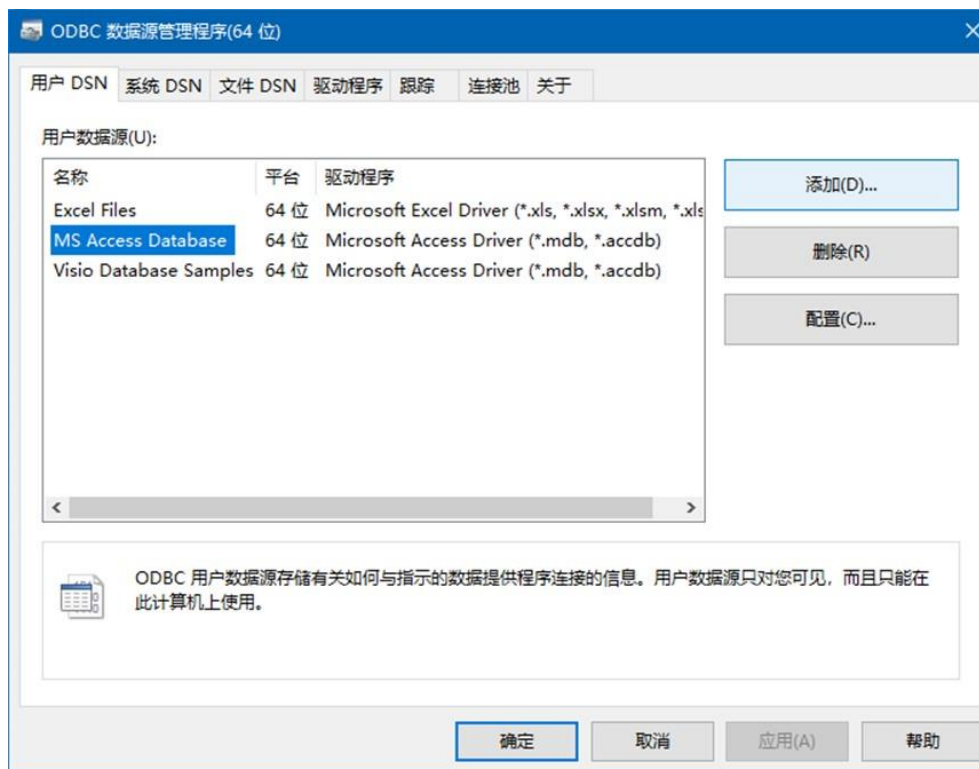 ODBC 数据源管理程序(64 位)
用户 DSN 系统 DSN 文件 DSN 驱动程序 跟踪 连接池 关于
用户数据源(U):
名称 平台 驱动程序
Excel Files 64 位 Microsoft Excel Driver (*.xls, *.xlsx, *.xlsm, *.xls
MS Access Database 64 位 Microsoft Access Driver (*.mdb, *.accdb)
Visio Database Samples 64 位 Microsoft Access Driver (*.mdb, *.accdb)
添加(D)...
删除(R)
配置(C)...
ODBC 用户数据源存储有关如何与指示的数据提供程序连接的信息。用户数据源只对您可见，而且只能在
此计算机上使用。
确定 取消 应用(A) 帮助